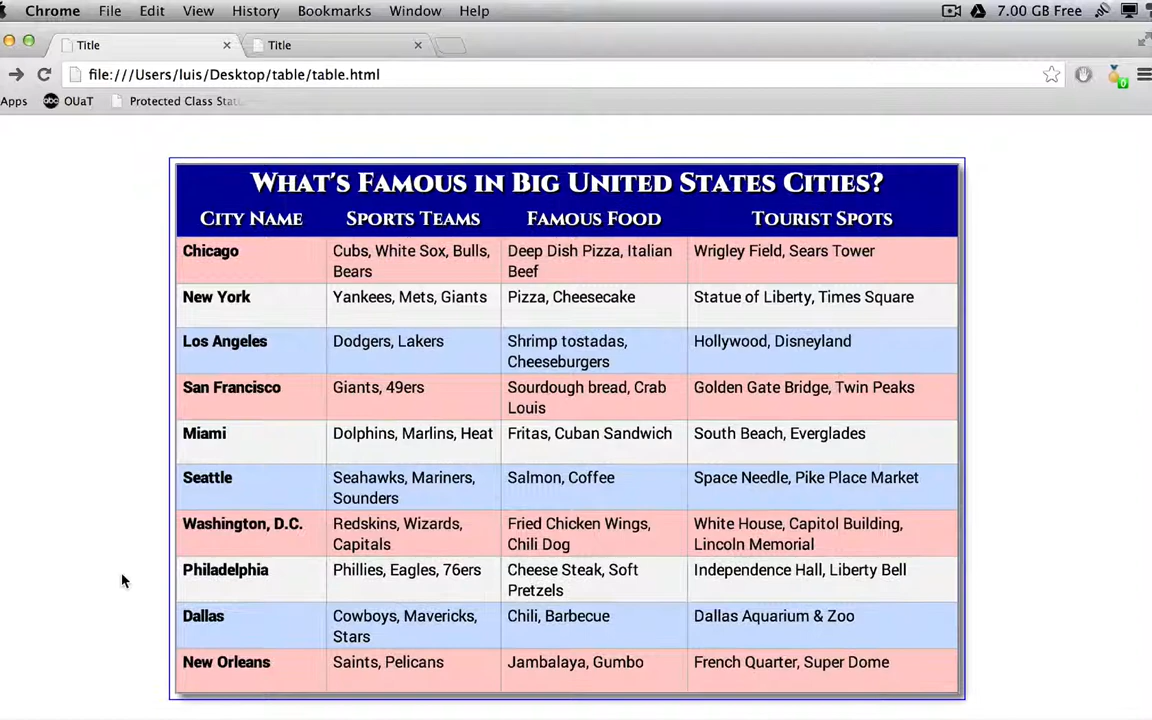 Chrome File Edit View History Bookmarks Window Help 7.00 GB Free
Title Title
file:///Users/luis/Desktop/table/table.html
Apps abc OUaT Protected Class Stat
What's Famous in Big United States Cities?
City Name Sports Teams Famous Food Tourist Spots
Chicago Cubs, White Sox, Bulls, Deep Dish Pizza, Italian Wrigley Field, Sears Tower
Bears Beef
New York Yankees, Mets, Giants Pizza, Cheesecake Statue of Liberty, Times Square
Los Angeles Dodgers, Lakers Shrimp tostadas, Hollywood, Disneyland
Cheeseburgers
San Francisco Giants, 49ers Sourdough bread, Crab Golden Gate Bridge, Twin Peaks
Louis
Miami Dolphins, Marlins, Heat Fritas, Cuban Sandwich South Beach, Everglades
Seattle Seahawks, Mariners, Salmon, Coffee Space Needle, Pike Place Market
Sounders
Washington, D.C. Redskins, Wizards, Fried Chicken Wings, White House, Capitol Building,
Capitals Chili Dog Lincoln Memorial
Philadelphia Phillies, Eagles, 76ers Cheese Steak, Soft Independence Hall, Liberty Bell
Pretzels
Dallas Cowboys, Mavericks, Chili, Barbecue Dallas Aquarium & Zoo
Stars
New Orleans Saints, Pelicans Jambalaya, Gumbo French Quarter, Super Dome